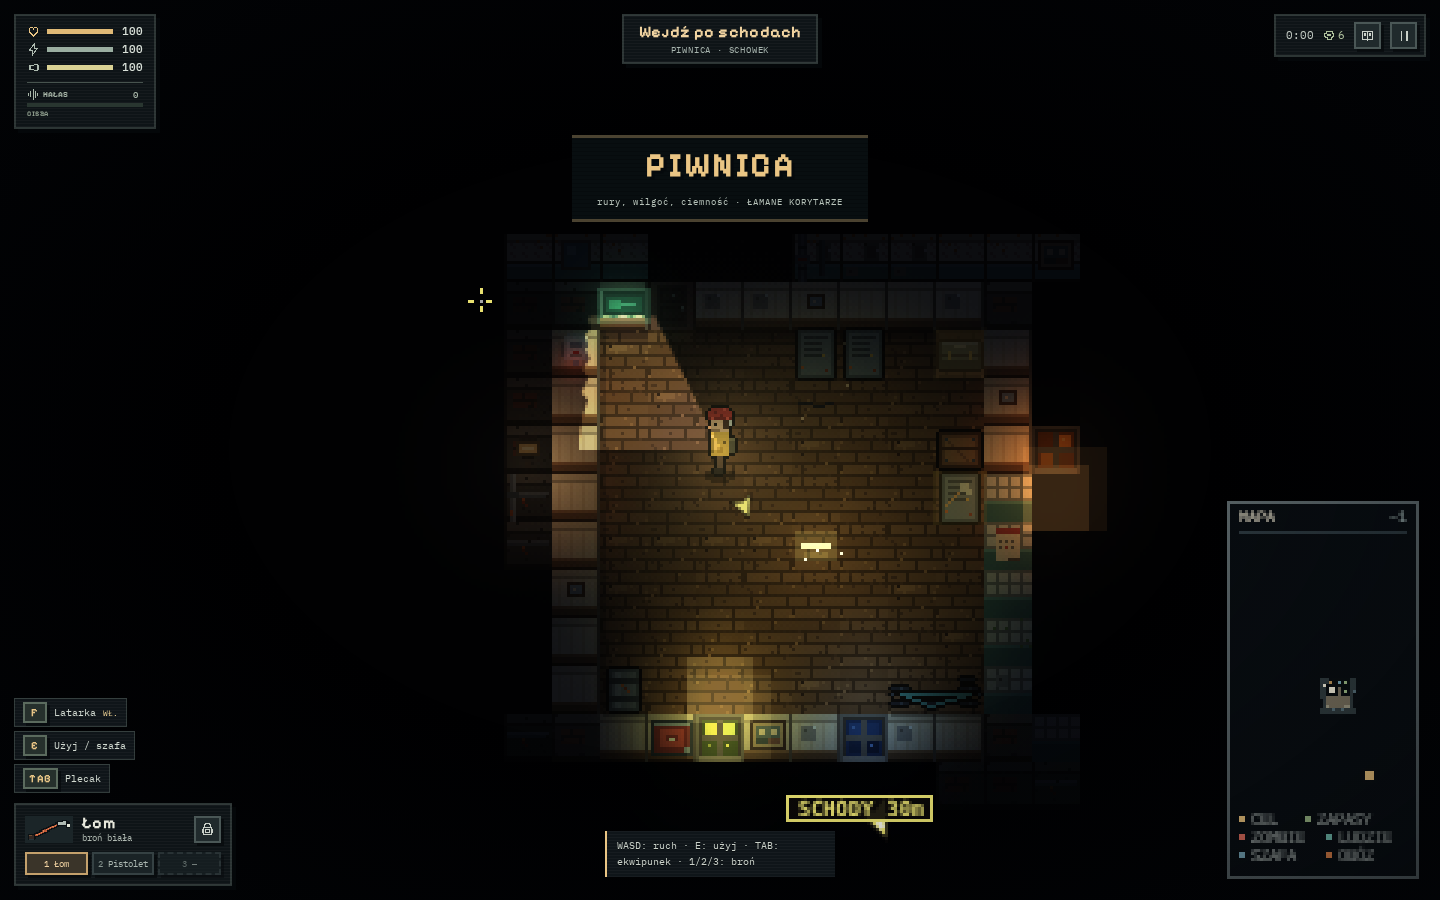 100
100
100
HAŁAS 0
CISZA
Wejdź po schodach
PIWNICA · SCHOWEK
0:00 6
PIWNICA
rury, wilgoć, ciemność · ŁAMANE KORYTARZE
MAPA -1
CEL ZAPASY
ZOMBIE LUDZIE
SZAFA OBÓZ
F Latarka WŁ.
E Użyj / szafa
TAB Plecak
Łom
broń biała
1 Łom 2 Pistolet 3 —
SCHODY 30m
WASD: ruch · E: użyj · TAB:
ekwipunek · 1/2/3: broń